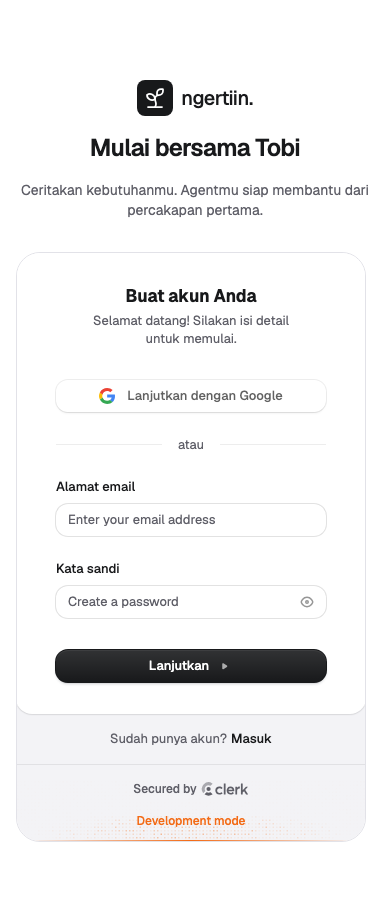 ngertiin.
Mulai bersama Tobi
Ceritakan kebutuhanmu. Agentmu siap membantu dari
percakapan pertama.
Buat akun Anda
Selamat datang! Silakan isi detail
untuk memulai.
Lanjutkan dengan Google
atau
Alamat email
Enter your email address
Kata sandi
Create a password
Lanjutkan
Sudah punya akun? Masuk
Secured by clerk
Development mode